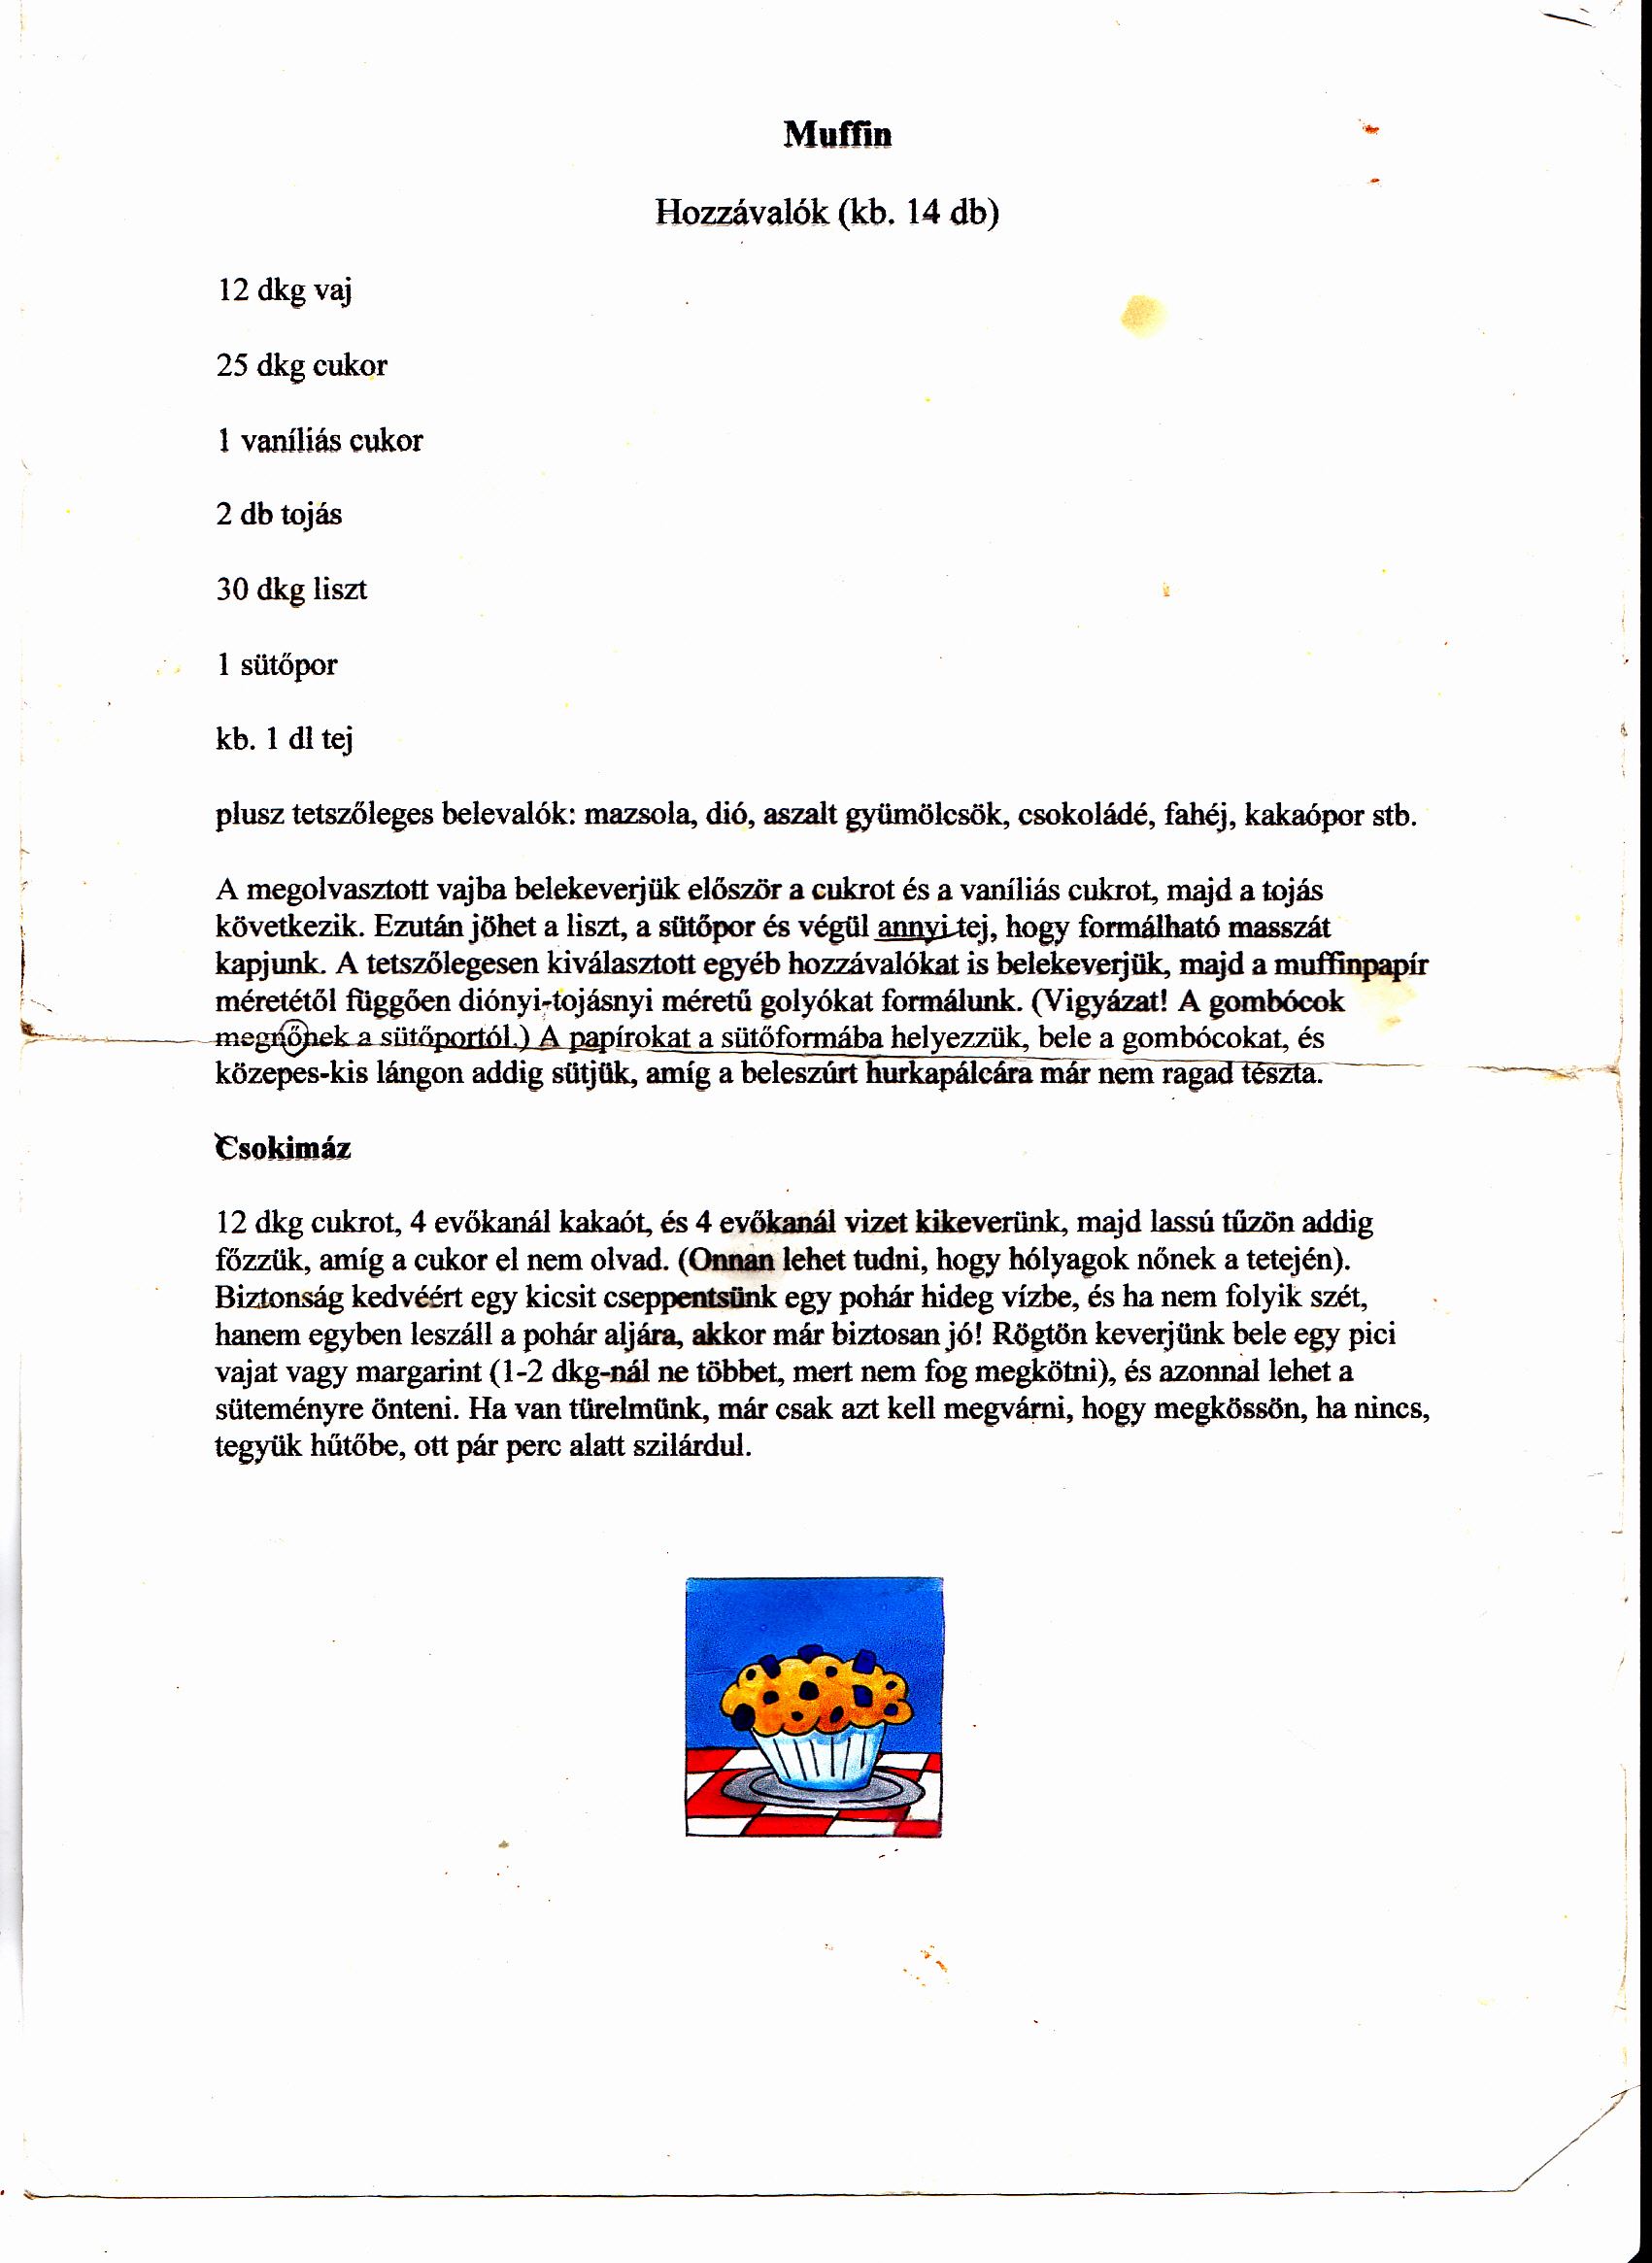 Muffin
Hozzávalók (kb. 14 db)
12 dkg vaj
25 dkg cukor
1 vaníliás cukor
2 db tojás
30 dkg liszt
1 sütőpor
kb. 1 dl tej
plusz tetszőleges belevalók: mazsola, dió, aszalt gyümölcsök, csokoládé, fahéj, kakaópor stb.
A megolvasztott vajba belekeverjük először a cukrot és a vaníliás cukrot, majd a tojás
következik. Ezután jöhet a liszt, a sütőpor és végül annyi tej, hogy formálható masszát
kapjunk. A tetszőlegesen kiválasztott egyéb hozzávalókat is belekeverjük, majd a muffinpapír
méretétől függően diónyi-tojásnyi méretű golyókat formálunk. (Vigyázat! A gombócok
megnőnek a sütőportól.) A papírokat a sütőformába helyezzük, bele a gombócokat, és
közepes-kis lángon addig sütjük, amíg a beleszúrt hurkapálcára már nem ragad tészta.
Csokimáz
12 dkg cukrot, 4 evőkanál kakaót, és 4 evőkanál vizet kikeverünk, majd lassú tűzön addig
főzzük, amíg a cukor el nem olvad. (Onnan lehet tudni, hogy hólyagok nőnek a tetején).
Biztonság kedvéért egy kicsit cseppentsünk egy pohár hideg vízbe, és ha nem folyik szét,
hanem egyben leszáll a pohár aljára, akkor már biztosan jó! Rögtön keverjünk bele egy pici
vajat vagy margarint (1-2 dkg-nál ne többet, mert nem fog megkötni), és azonnal lehet a
süteményre önteni. Ha van türelmünk, már csak azt kell megvárni, hogy megkössön, ha nincs,
tegyük hűtőbe, ott pár perc alatt szilárdul.